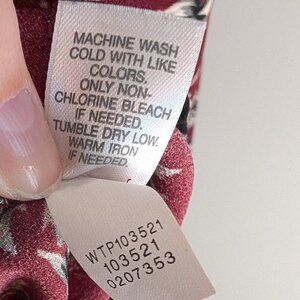 MACHINE WASH
COLD WITH LIKE
COLORS.
ONLY NON-
CHLORINE BLEACH
IF NEEDED.
TUMBLE DRY LOW.
WARM IRON
IF NEEDED.
WTP103521
103521
0207353